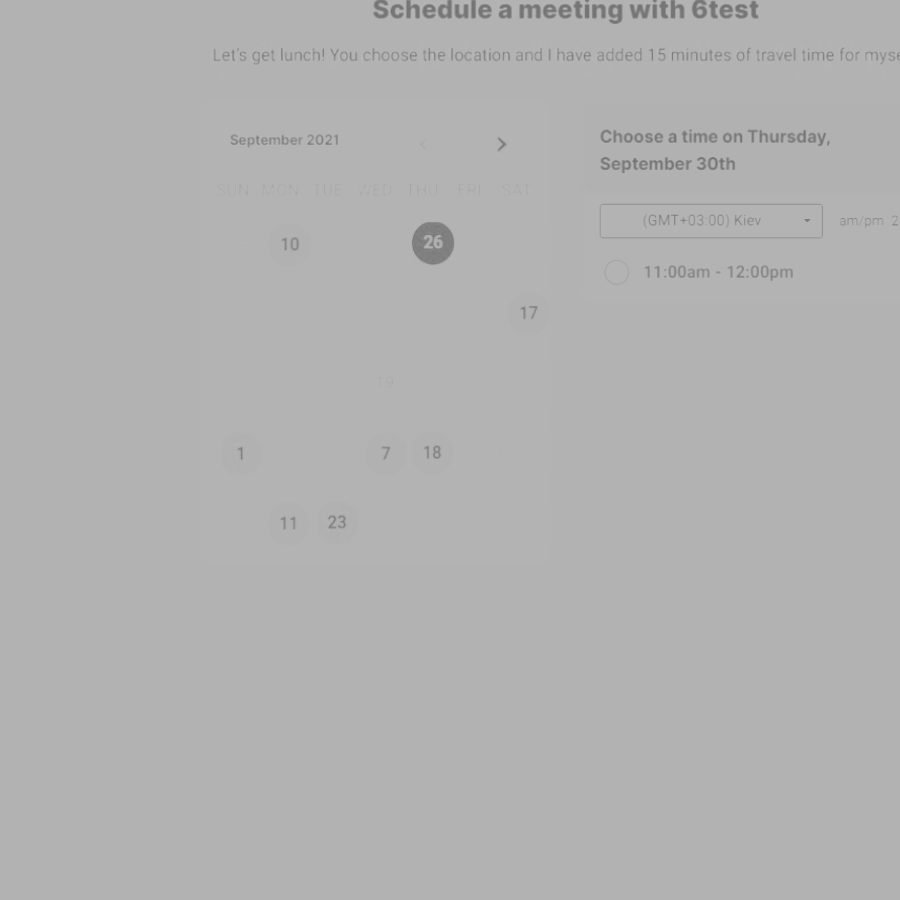 Schedule a meeting with 6test
Let's get lunch! You choose the location and I have added 15 minutes of travel time for
September 2021
SUN MON TUE WED THU FRI SAT
10 26
17
19
1 7 18
11 23
Choose a time on Thursday,
September 30th
(GMT+03:00) Kiev am/pm
11:00am - 12:00pm